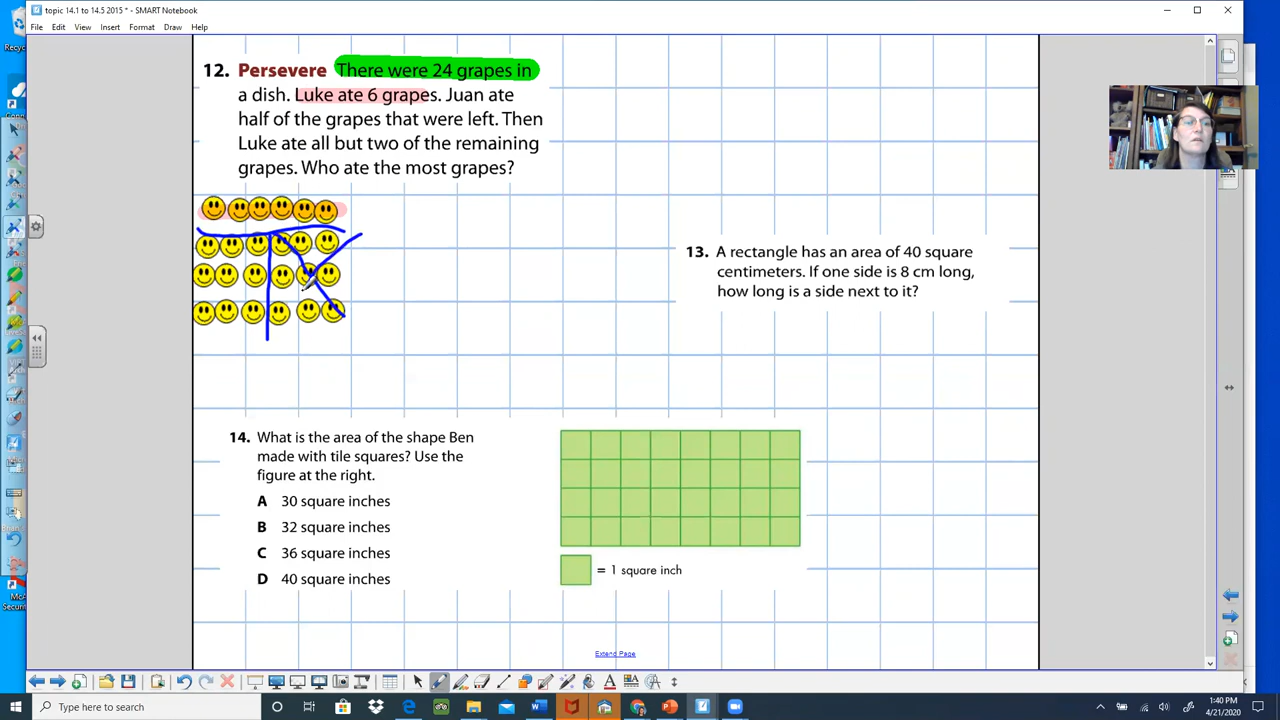 topic 14.1 to 14.5 2015 * - SMART Notebook
File Edit View Insert Format Draw Help
12. Persevere There were 24 grapes in
a dish. Luke ate 6 grapes. Juan ate
half of the grapes that were left. Then
Luke ate all but two of the remaining
grapes. Who ate the most grapes?
13. A rectangle has an area of 40 square
centimeters. If one side is 8 cm long,
how long is a side next to it?
14. What is the area of the shape Ben
made with tile squares? Use the
figure at the right.
A 30 square inches
B 32 square inches
C 36 square inches
D 40 square inches
= 1 square inch
Extend Page
Type here to search
1:40 PM
4/21/2020